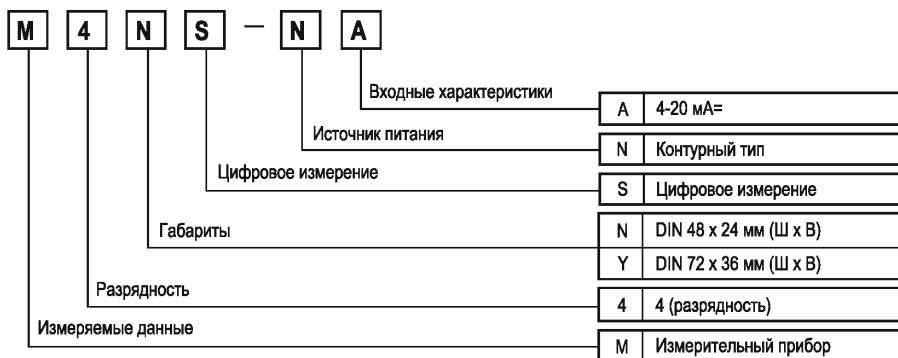 M 4 N S - N A
Входные характеристики
A 4-20 мА=
Источник питания
N Контурный тип
Цифровое измерение
S Цифровое измерение
Габариты
N DIN 48 x 24 мм (Ш x В)
Y DIN 72 x 36 мм (Ш x В)
Разрядность
4 4 (разрядность)
Измеряемые данные
M Измерительный прибор